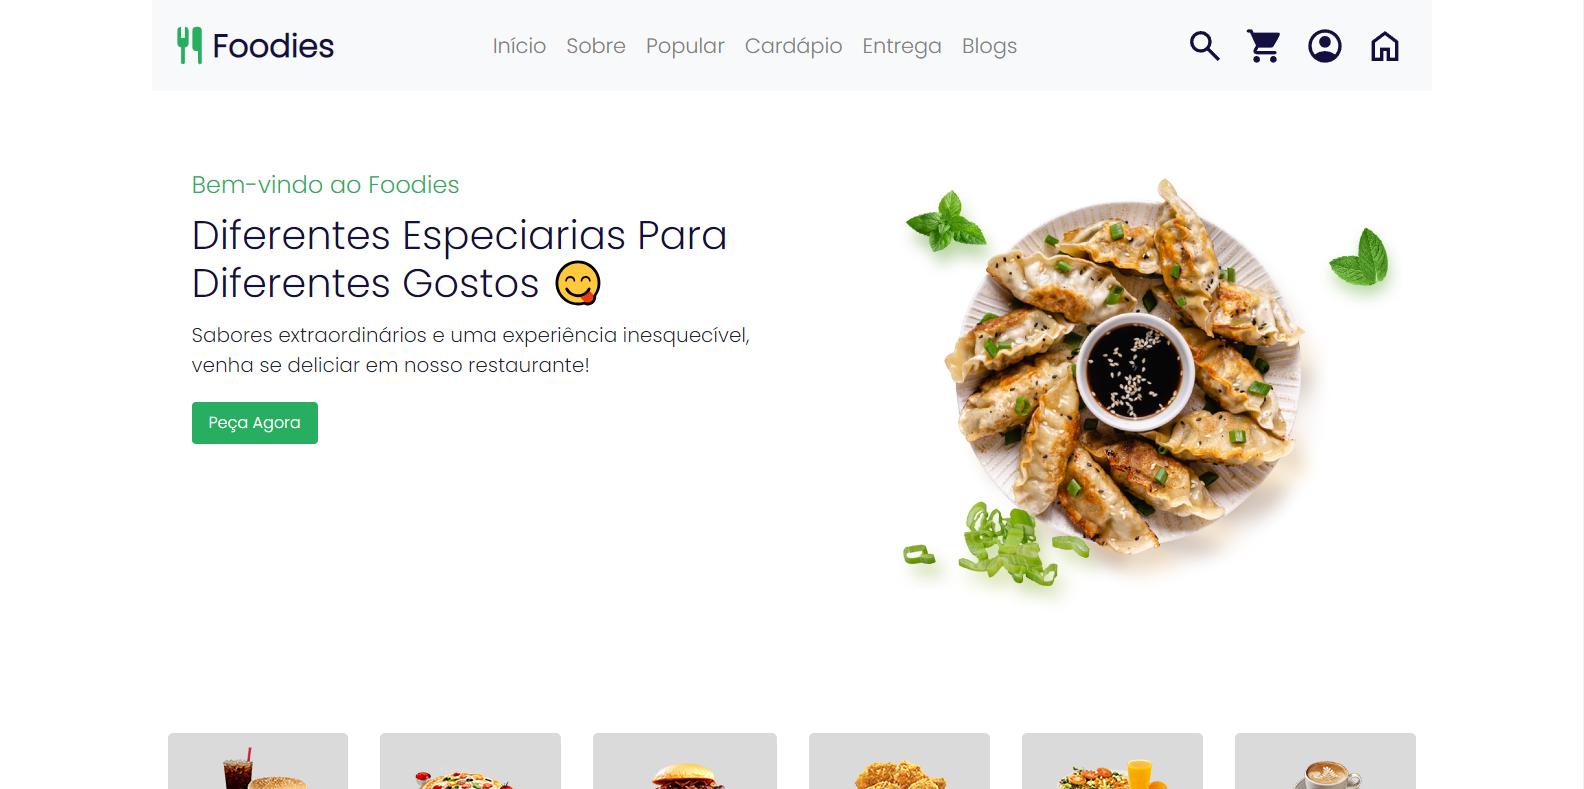 Foodies
Início Sobre Popular Cardápio Entrega Blogs
Bem-vindo ao Foodies
Diferentes Especiarias Para
Diferentes Gostos 😋
Sabores extraordinários e uma experiência inesquecível,
venha se deliciar em nosso restaurante!
Peça Agora